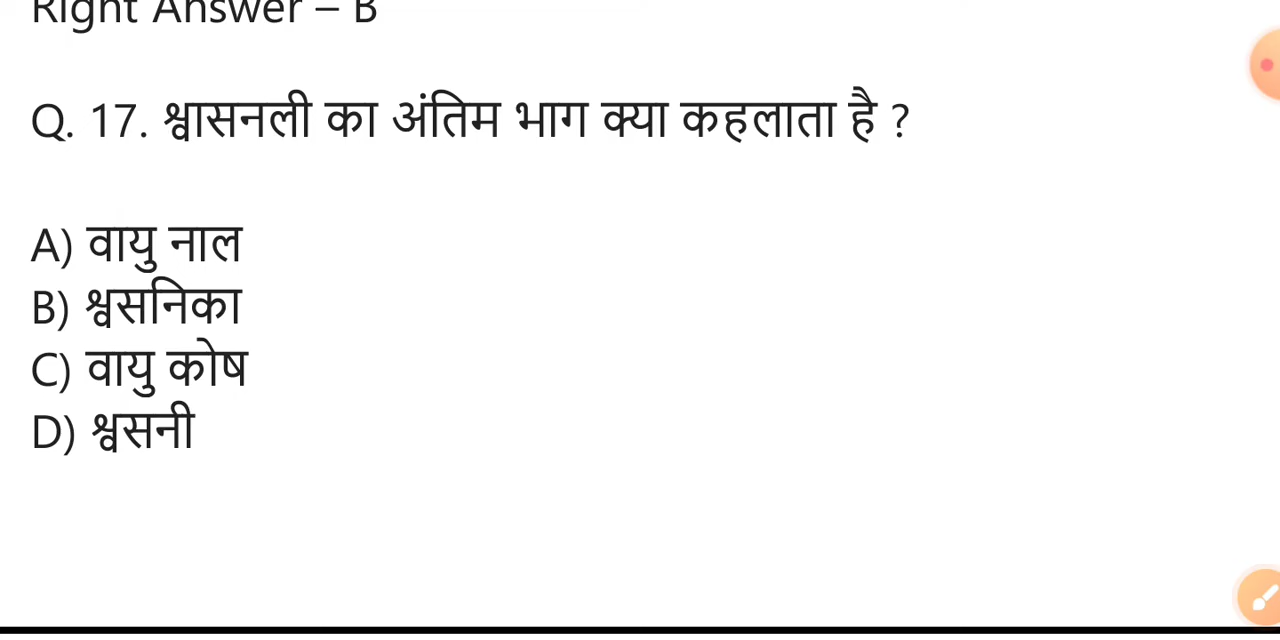 Right Answer – B
Q. 17. श्वासनली का अंतिम भाग क्या कहलाता है ?
A) वायु नाल
B) श्वसनिका
C) वायु कोष
D) श्वसनी